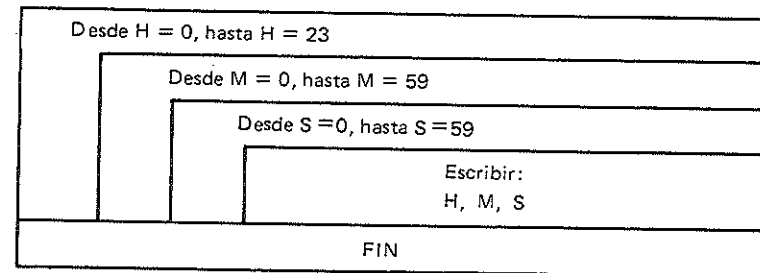 Desde H = 0, hasta H = 23
Desde M = 0, hasta M = 59
Desde S =0, hasta S=59
Escribir:
H, M, S
FIN